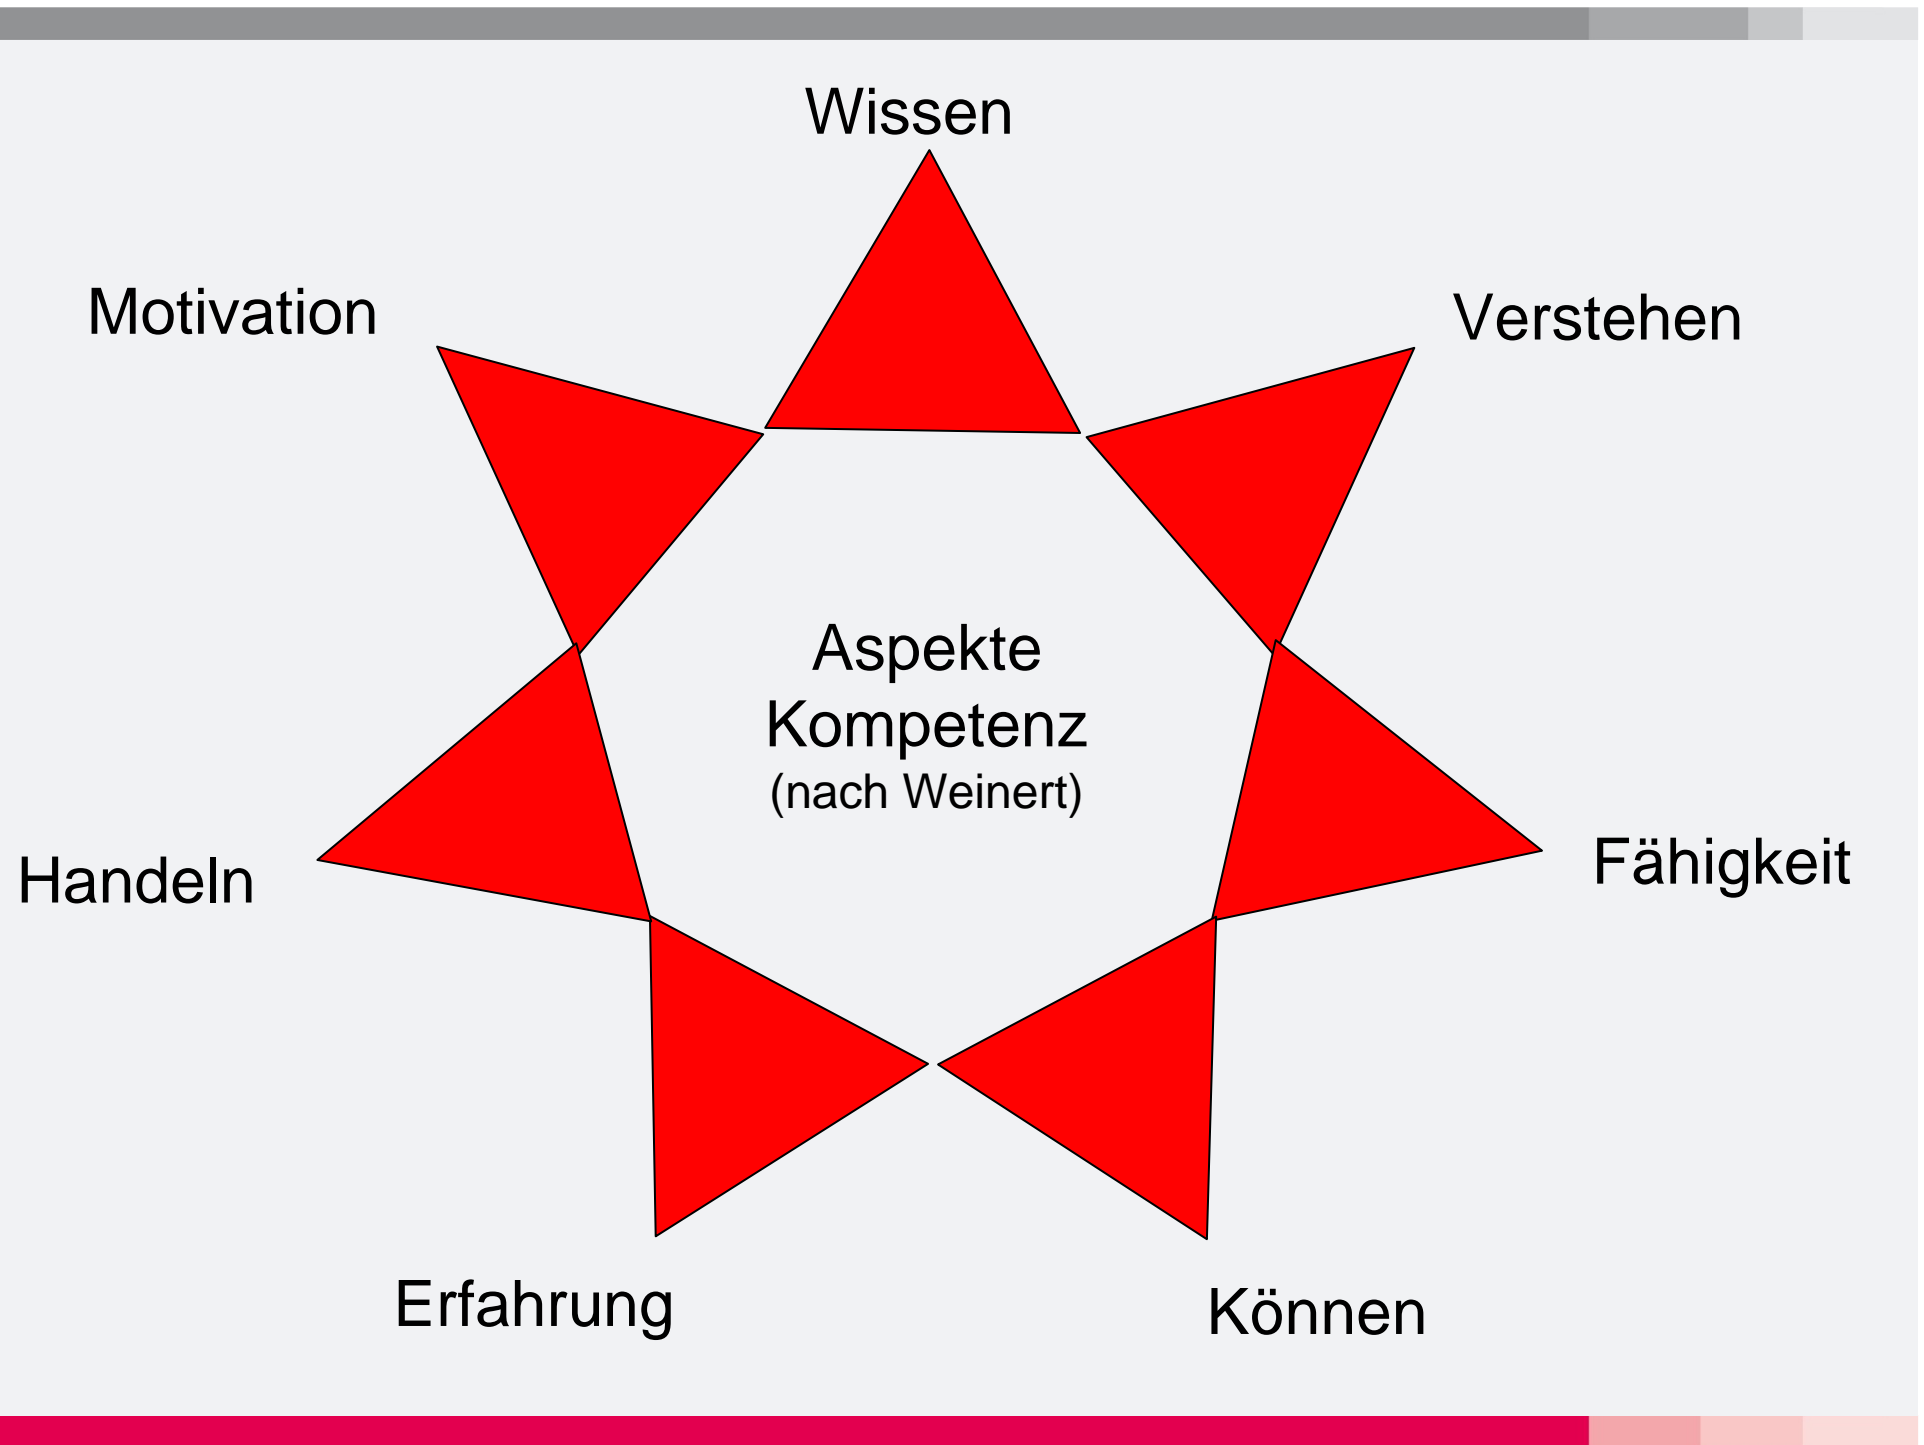 Wissen
Motivation
Verstehen
Aspekte
Kompetenz
(nach Weinert)
Handeln
Fähigkeit
Erfahrung
Können